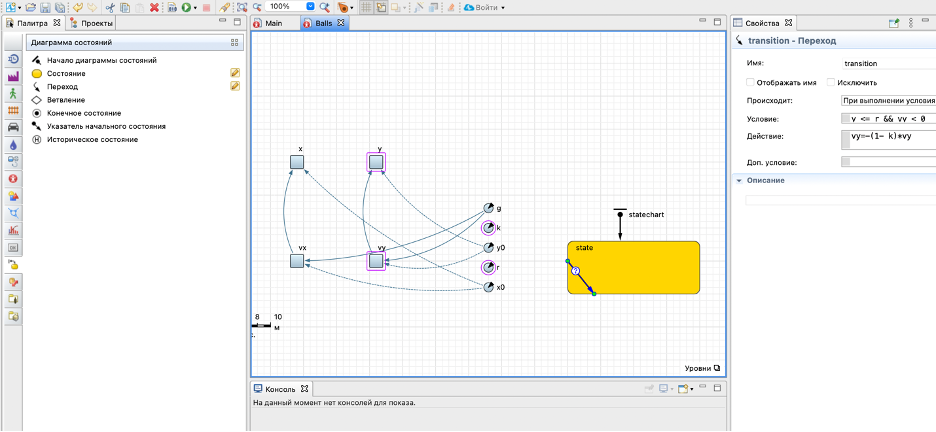 100%
Войти
Палитра
Проекты
Диаграмма состояний
Начало диаграммы состояний
Состояние
Переход
Ветвление
Конечное состояние
Указатель начального состояния
Историческое состояние
Main
Balls
x
y
g
k
vx
vy
y0
r
x0
statechart
state
?
8 10
м
Уровни
Консоль
На данный момент нет консолей для показа.
Свойства
transition - Переход
Имя: transition
Отображать имя Исключить
Происходит: При выполнении условия
Условие: y <= r && vy < 0
Действие: vy=-(1- k)*vy
Доп. условие:
Описание